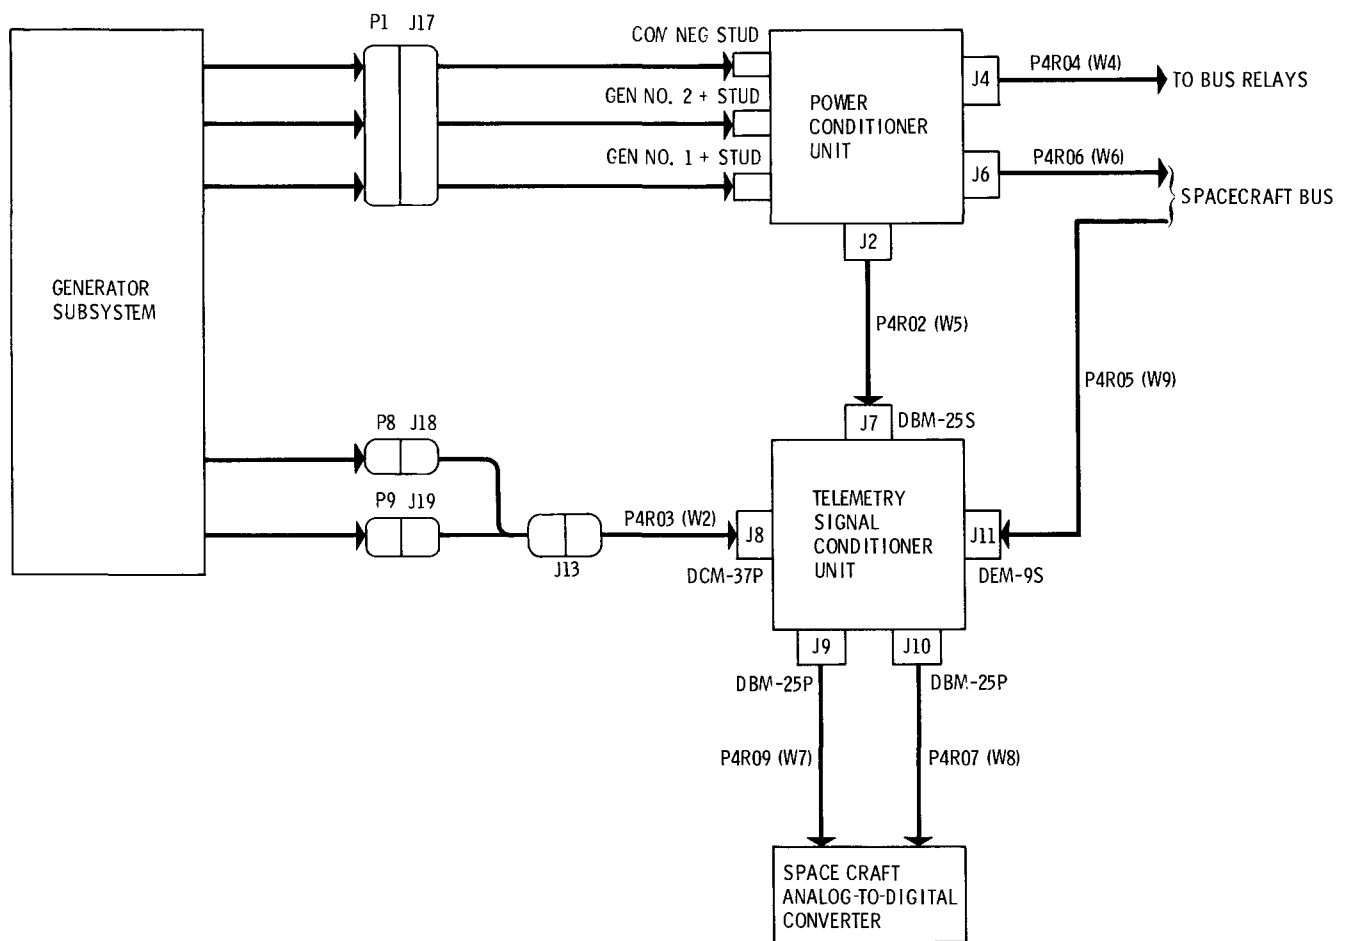 P1 J17
COM NEG STUD
GEN NO. 2 + STUD
GEN NO. 1 + STUD
POWER
CONDITIONER
UNIT
J4
P4R04 (W4)
TO BUS RELAYS
J6
P4R06 (W6)
SPACECRAFT BUS
J2
GENERATOR
SUBSYSTEM
P4R02 (W5)
P4R05 (W9)
P8 J18
J7
DBM-25S
P9 J19
J13
P4R03 (W2)
J8
DCM-37P
TELEMETRY
SIGNAL
CONDITIONER
UNIT
J11
DEM-9S
J9
J10
DBM-25P
DBM-25P
P4R09 (W7)
P4R07 (W8)
SPACE CRAFT
ANALOG-TO-DIGITAL
CONVERTER